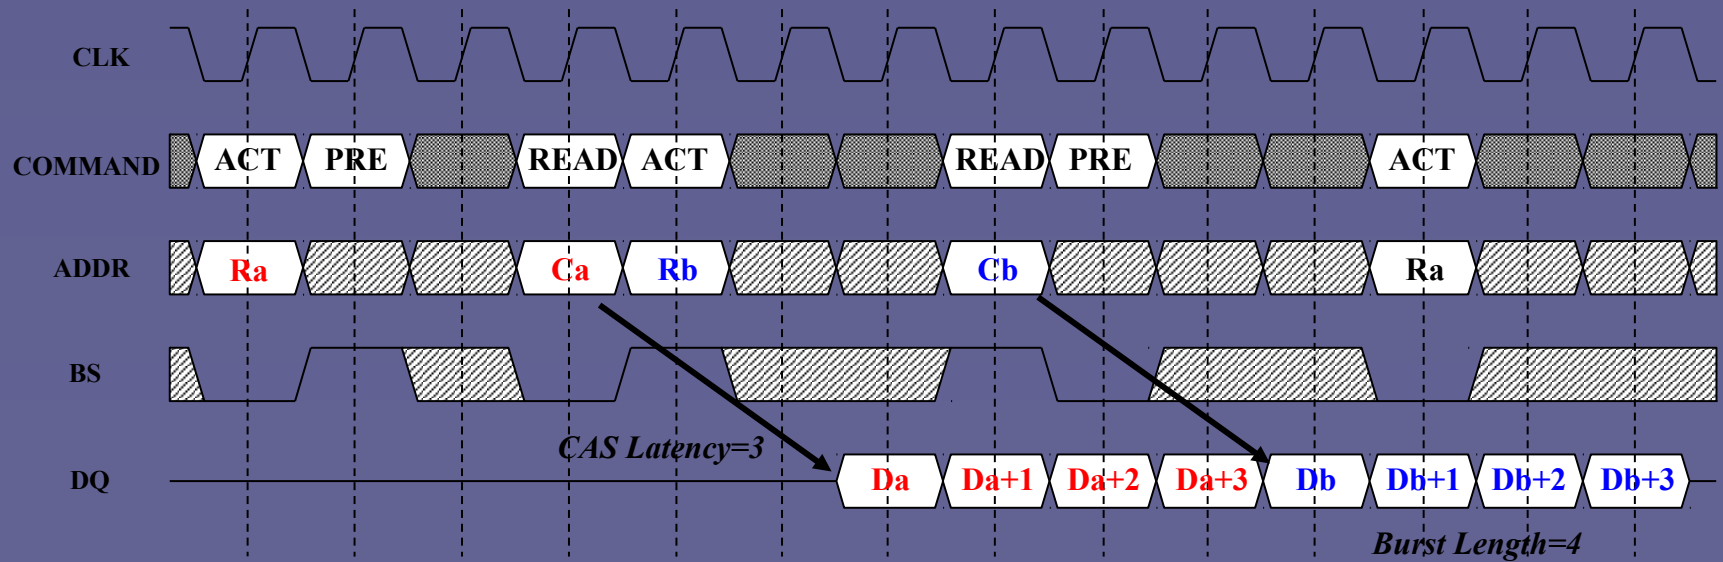 CLK
COMMAND ACT PRE READ ACT READ PRE ACT
ADDR Ra Ca Rb Cb Ra
BS
CAS Latency=3
DQ Da Da+1 Da+2 Da+3 Db Db+1 Db+2 Db+3
Burst Length=4